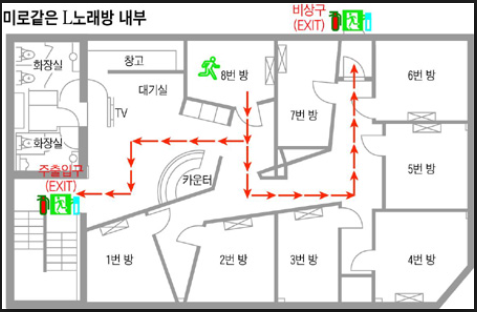 미로같은 L노래방 내부
비상구
(EXIT)
화장실
창고
8번 방
6번 방
대기실
TV
7번 방
화장실
주출입구
(EXIT)
카운터
5번 방
1번 방
2번 방
3번 방
4번 방